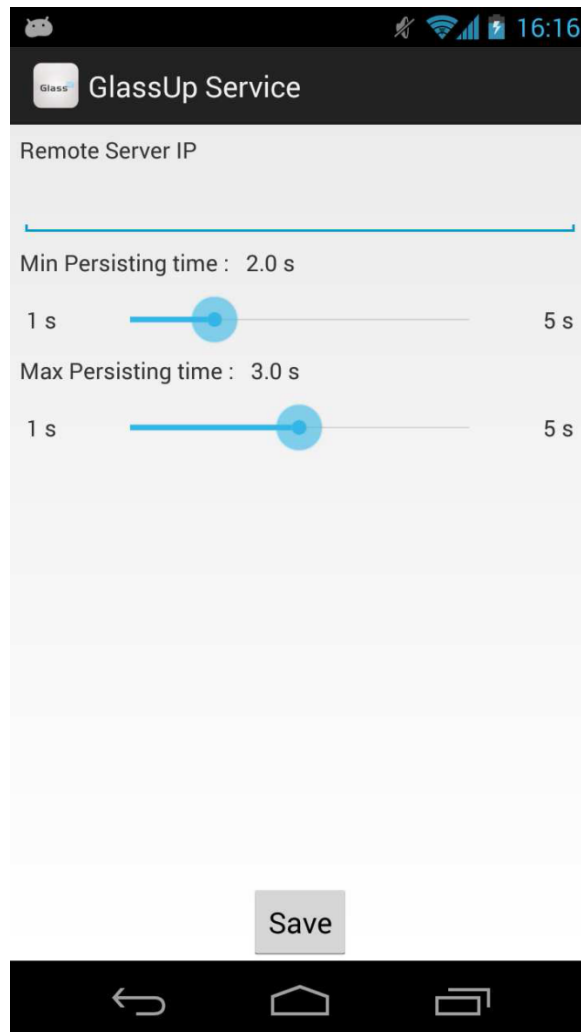 16:16
Glass GlassUp Service
Remote Server IP
Min Persisting time : 2.0 s
1 s 5 s
Max Persisting time : 3.0 s
1 s 5 s
Save